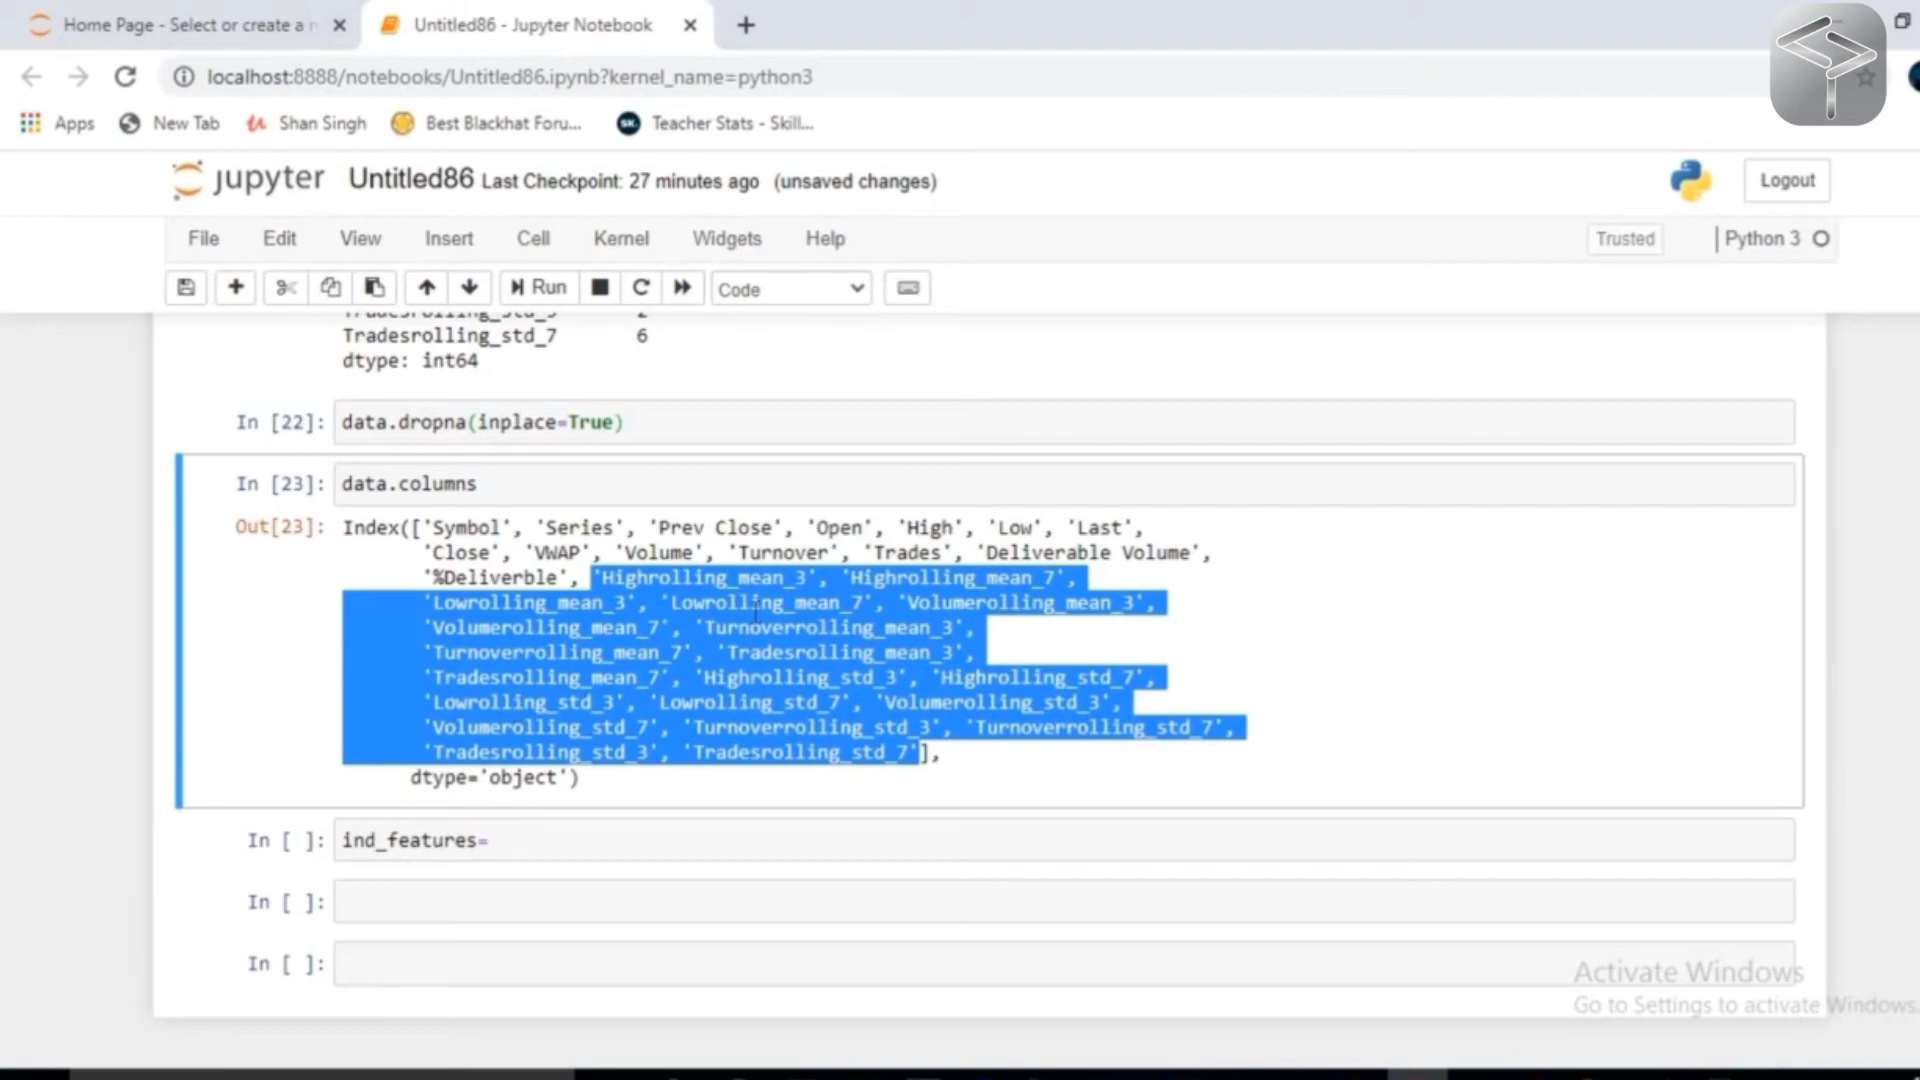 Home Page - Select or create a n
Untitled86 - Jupyter Notebook
localhost:8888/notebooks/Untitled86.ipynb?kernel_name=python3
Apps
New Tab
Shan Singh
Best Blackhat Foru...
SK.
Teacher Stats - Skill...
jupyter
Untitled86
Last Checkpoint: 27 minutes ago
(unsaved changes)
Logout
File
Edit
View
Insert
Cell
Kernel
Widgets
Help
Trusted
Python 3
Run
Code
Tradesrolling_std_7 6
dtype: int64
In [22]: data.dropna(inplace=True)
In [23]: data.columns
Out[23]: Index(['Symbol', 'Series', 'Prev Close', 'Open', 'High', 'Low', 'Last',
'Close', 'VWAP', 'Volume', 'Turnover', 'Trades', 'Deliverable Volume',
'%Deliverble', 'Highrolling_mean_3', 'Highrolling_mean_7',
'Lowrolling_mean_3', 'Lowrolling_mean_7', 'Volumerolling_mean_3',
'Volumerolling_mean_7', 'Turnoverrolling_mean_3',
'Turnoverrolling_mean_7', 'Tradesrolling_mean_3',
'Tradesrolling_mean_7', 'Highrolling_std_3', 'Highrolling_std_7',
'Lowrolling_std_3', 'Lowrolling_std_7', 'Volumerolling_std_3',
'Volumerolling_std_7', 'Turnoverrolling_std_3', 'Turnoverrolling_std_7',
'Tradesrolling_std_3', 'Tradesrolling_std_7'],
dtype='object')
In [ ]: ind_features=
In [ ]:
In [ ]:
Activate Windows
Go to Settings to activate Windows.